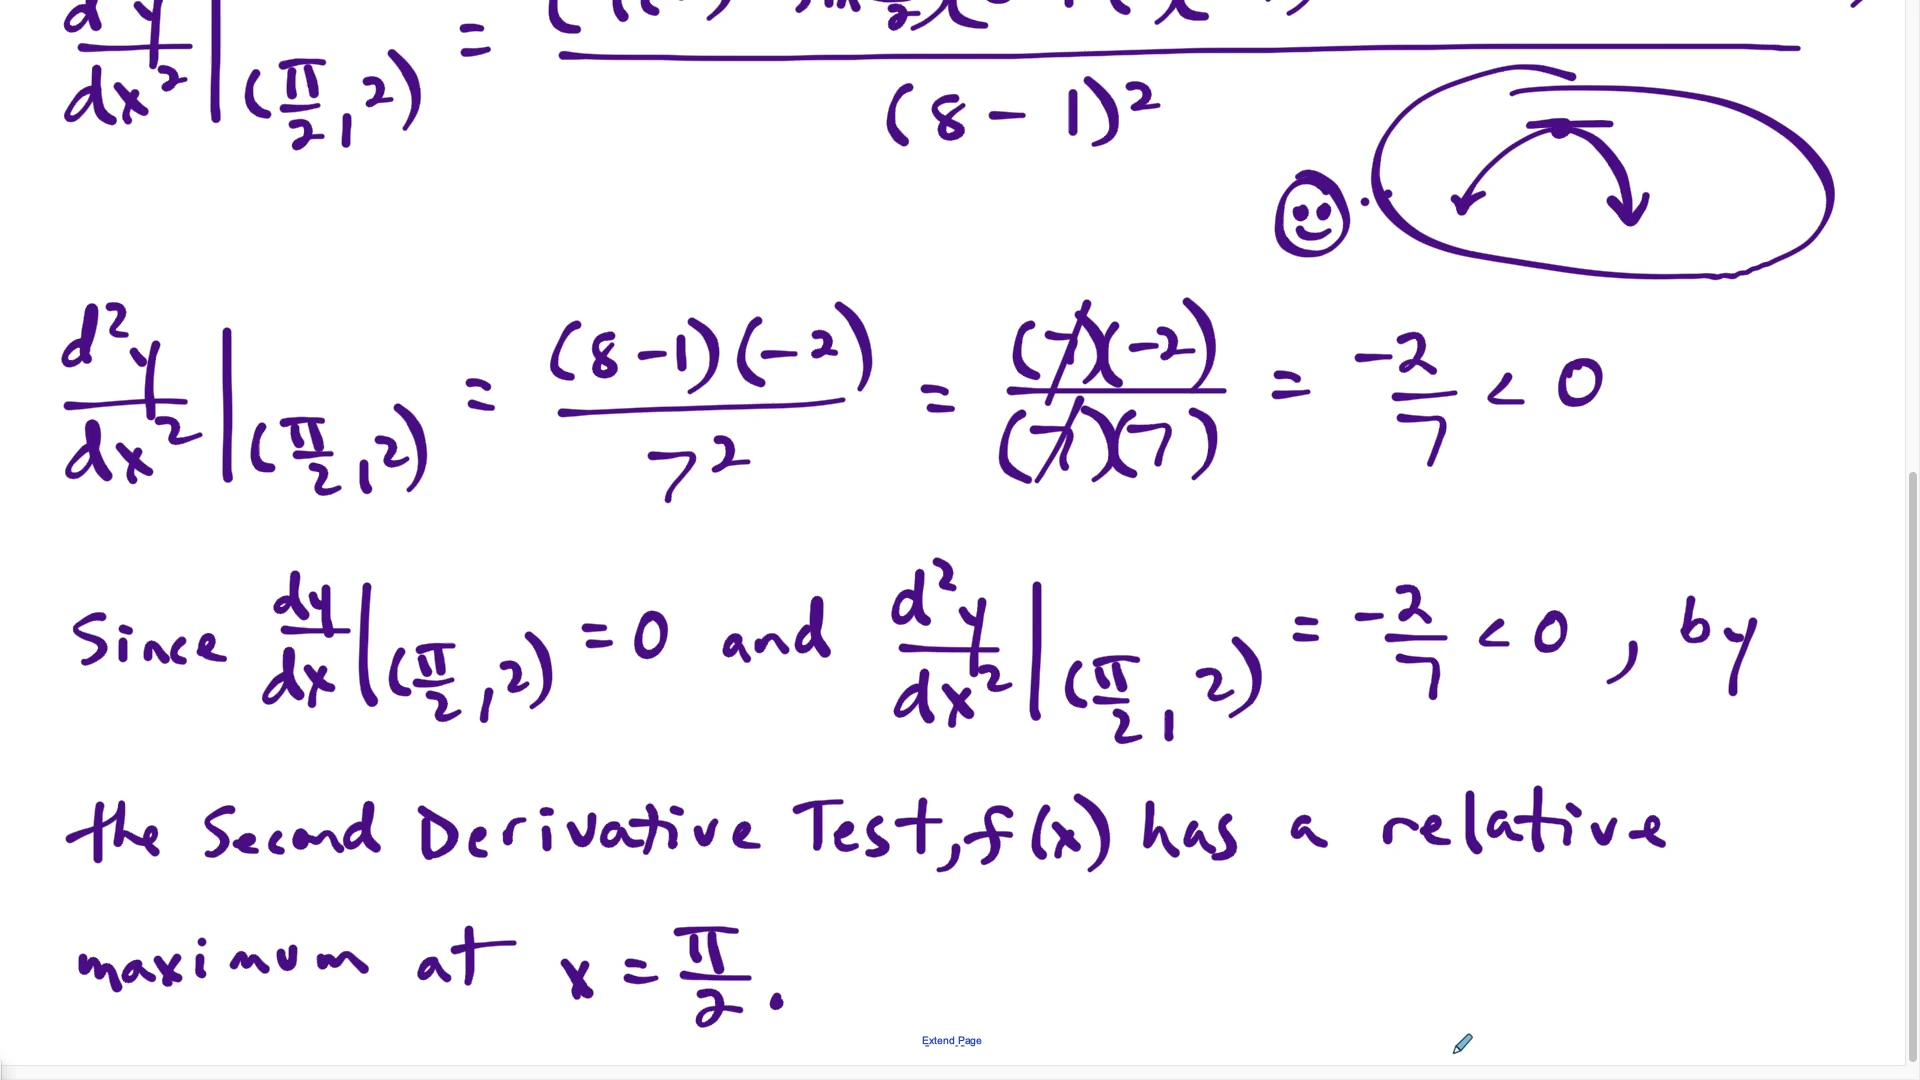 d²y/dx² |(π/2, 2) =
(8 - 1)²
d²y/dx² |(π/2, 2) = (8-1)(-2)/7² = (7)(-2)/(7)(7) = -2/7 < 0
Since dy/dx |(π/2, 2) = 0 and d²y/dx² |(π/2, 2) = -2/7 < 0, by
the Second Derivative Test, f(x) has a relative
maximum at x = π/2.
Extend Page